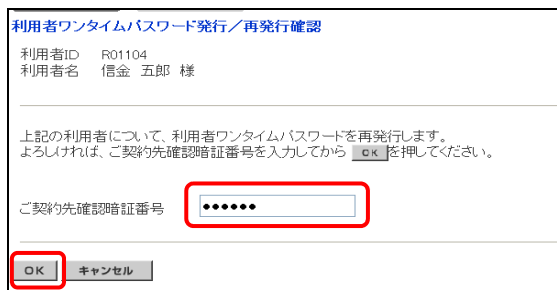 利用者ワンタイムパスワード発行／再発行確認
利用者ID R01104
利用者名 信金 五郎 様
上記の利用者について、利用者ワンタイムパスワードを再発行します。
よろしければ、ご契約先確認暗証番号を入力してから OK を押してください。
ご契約先確認暗証番号 ●●●●●●
OK キャンセル